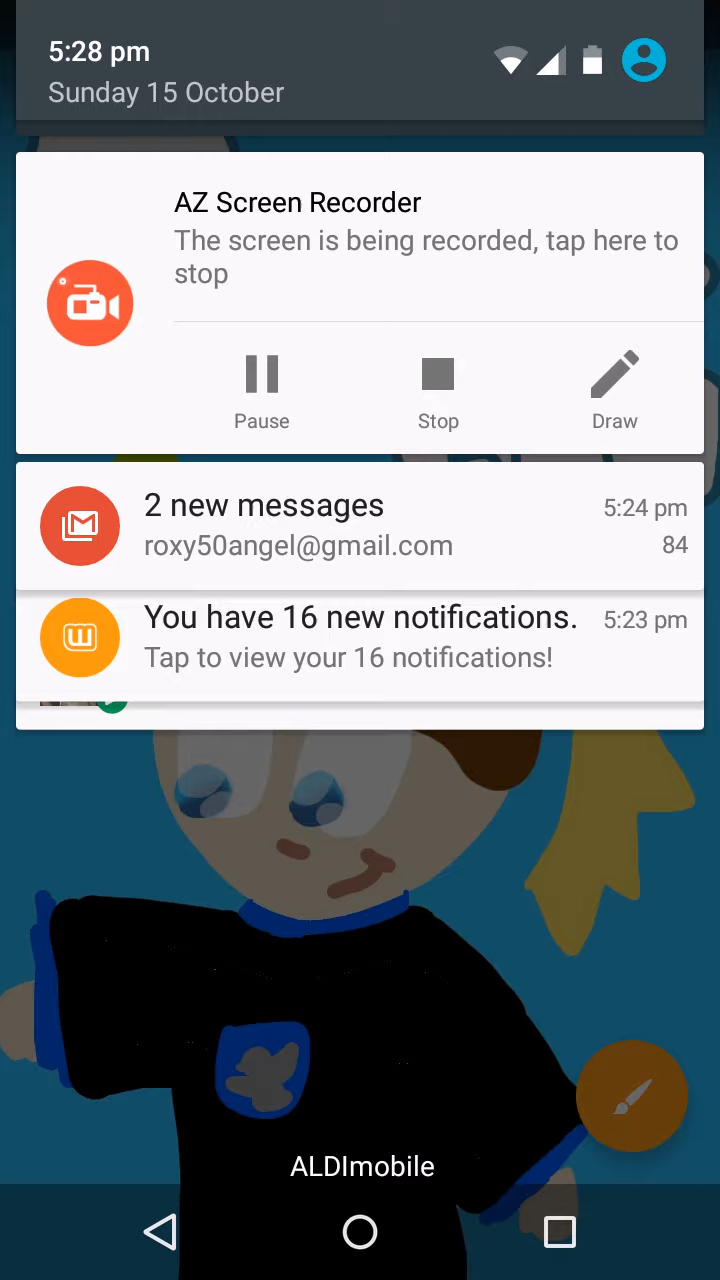 5:28 pm
Sunday 15 October
AZ Screen Recorder
The screen is being recorded, tap here to
stop
Pause
Stop
Draw
2 new messages
5:24 pm
roxy50angel@gmail.com
84
You have 16 new notifications.
5:23 pm
Tap to view your 16 notifications!
ALDImobile